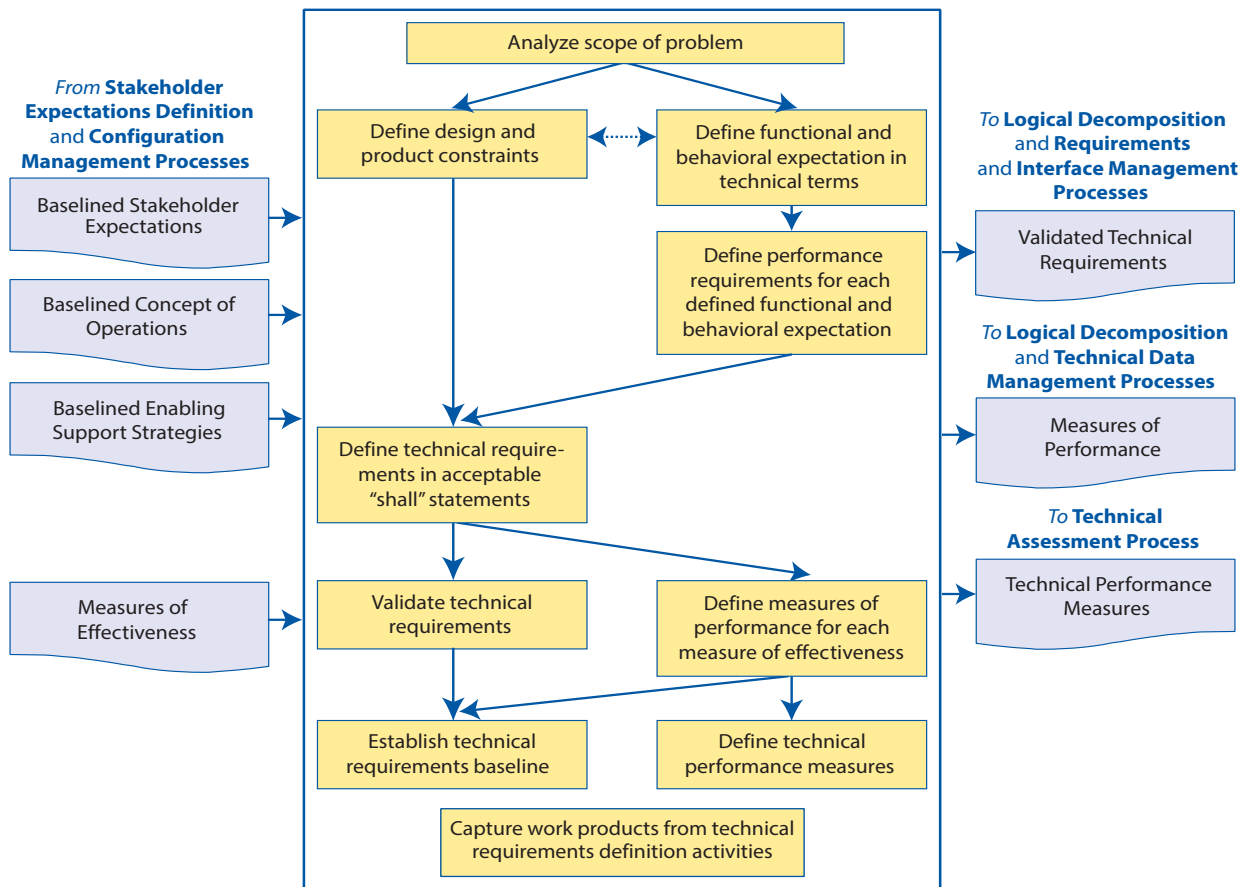 From Stakeholder
Expectations Definition
and Configuration
Management Processes
Baselined Stakeholder
Expectations
Baselined Concept of
Operations
Baselined Enabling
Support Strategies
Measures of
Effectiveness
Analyze scope of problem
Define design and
product constraints
Define functional and
behavioral expectation in
technical terms
Define performance
requirements for each
defined functional and
behavioral expectation
Define technical require-
ments in acceptable
“shall” statements
Validate technical
requirements
Define measures of
performance for each
measure of effectiveness
Establish technical
requirements baseline
Define technical
performance measures
Capture work products from technical
requirements definition activities
To Logical Decomposition
and Requirements
and Interface Management
Processes
Validated Technical
Requirements
To Logical Decomposition
and Technical Data
Management Processes
Measures of
Performance
To Technical
Assessment Process
Technical Performance
Measures